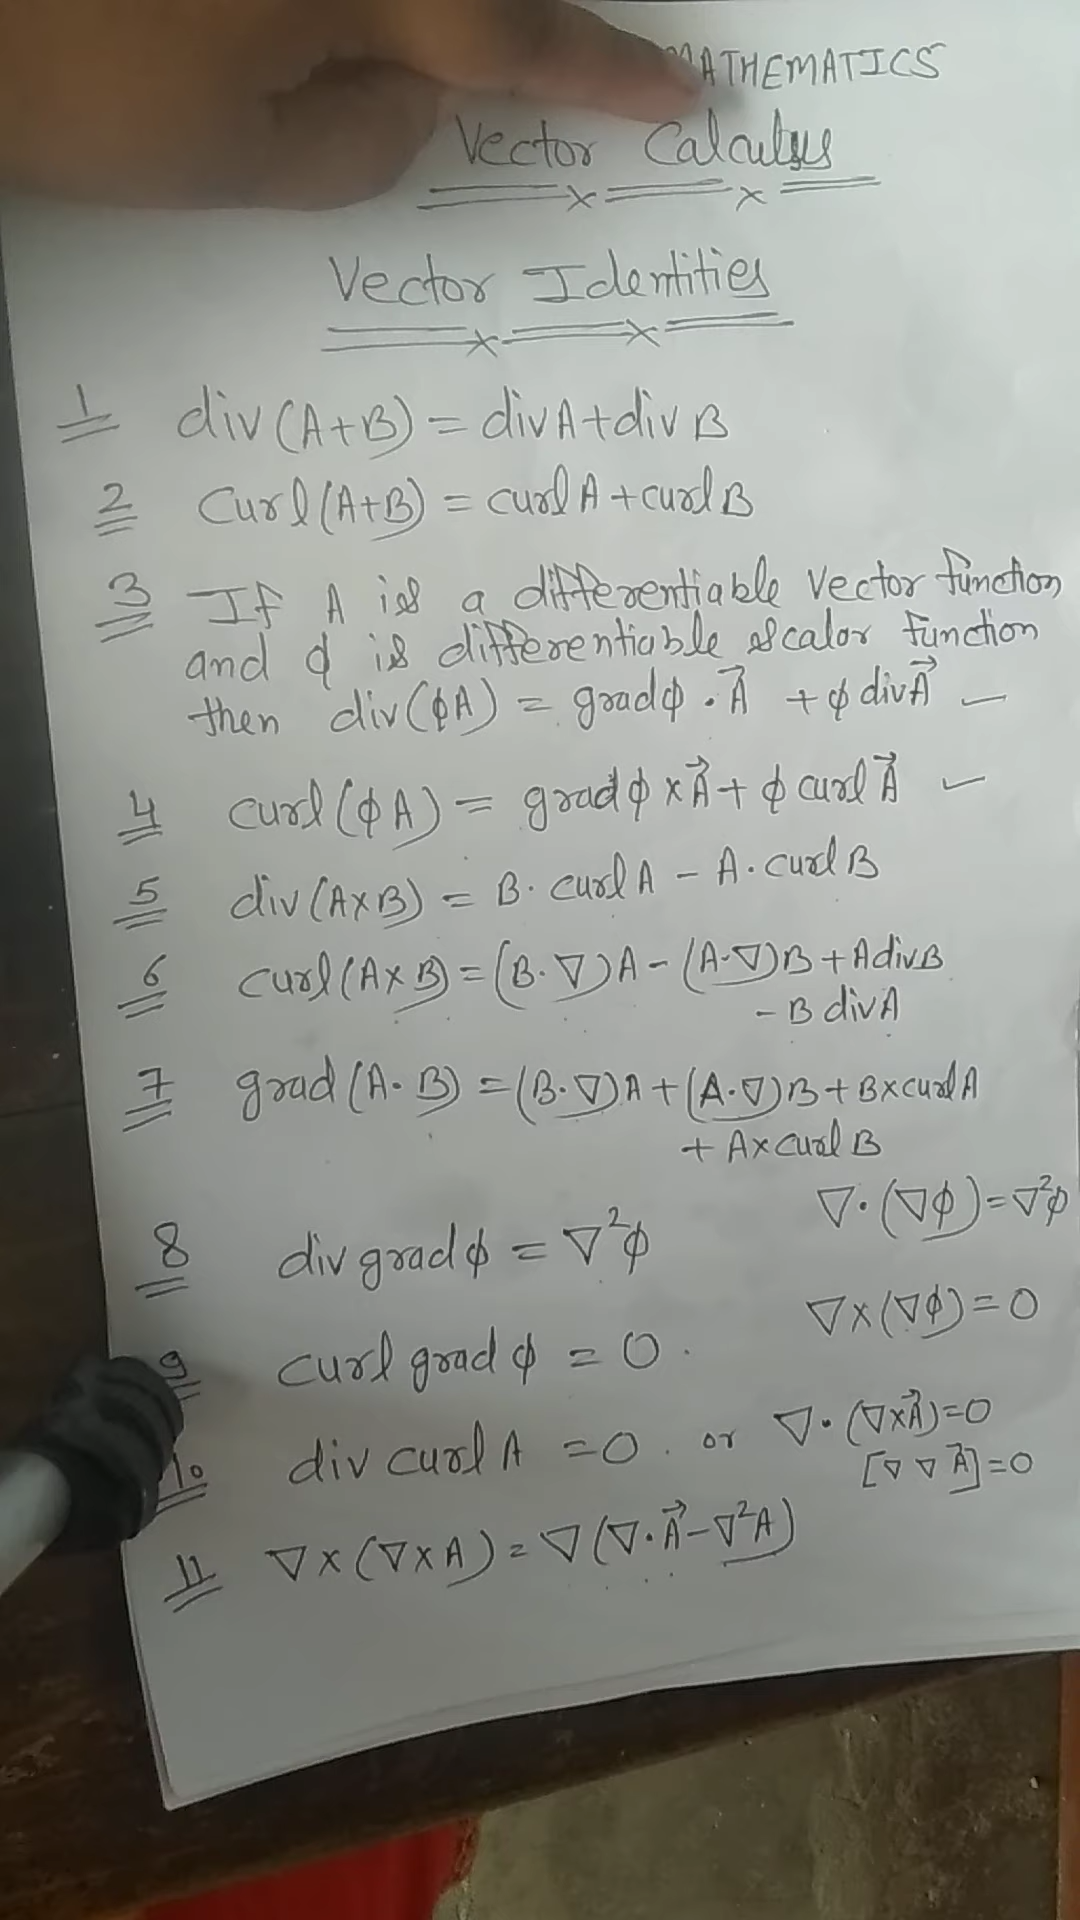 MATHEMATICS
Vector Calculus
Vector Identities
1 div (A+B) = div A + div B
2 Curl (A+B) = curl A + curl B
3 If A is a differentiable vector function
and ϕ is differentiable scalar function
then div (ϕA) = grad ϕ · A⃗ + ϕ div A⃗ –
4 curl (ϕ A) = grad ϕ × A⃗ + ϕ curl A⃗ –
5 div (A×B) = B · curl A – A · curl B
6 curl (A×B) = (B·∇)A – (A·∇)B + A div B
– B div A
7 grad (A·B) = (B·∇)A + (A·∇)B + B×curl A
+ A×curl B
8 div grad ϕ = ∇²ϕ ∇·(∇ϕ) = ∇²ϕ
9 curl grad ϕ = 0. ∇×(∇ϕ) = 0
10 div curl A = 0. or ∇·(∇×A⃗) = 0
[∇ ∇ A⃗] = 0
11 ∇×(∇×A) = ∇(∇·A⃗ – ∇²A)